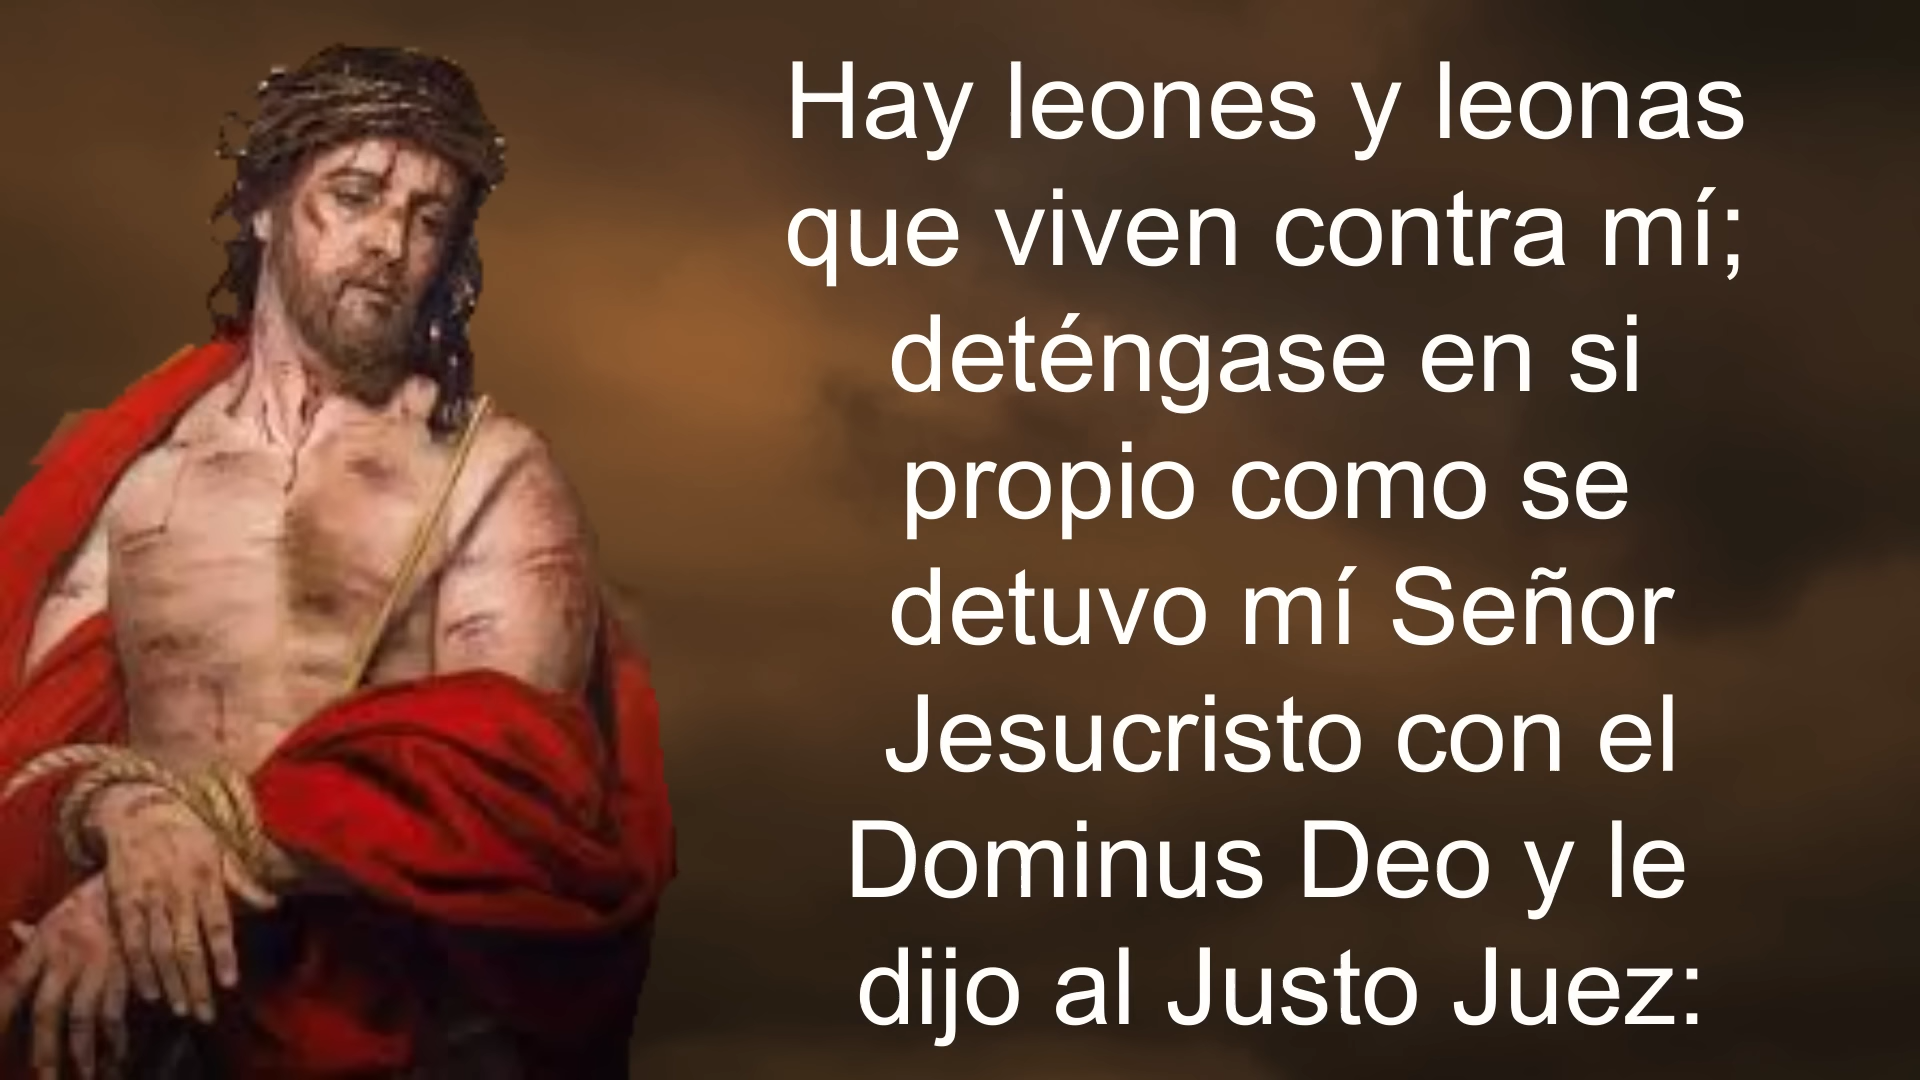 Hay leones y leonas
que viven contra mí;
deténgase en si
propio como se
detuvo mí Señor
Jesucristo con el
Dominus Deo y le
dijo al Justo Juez: